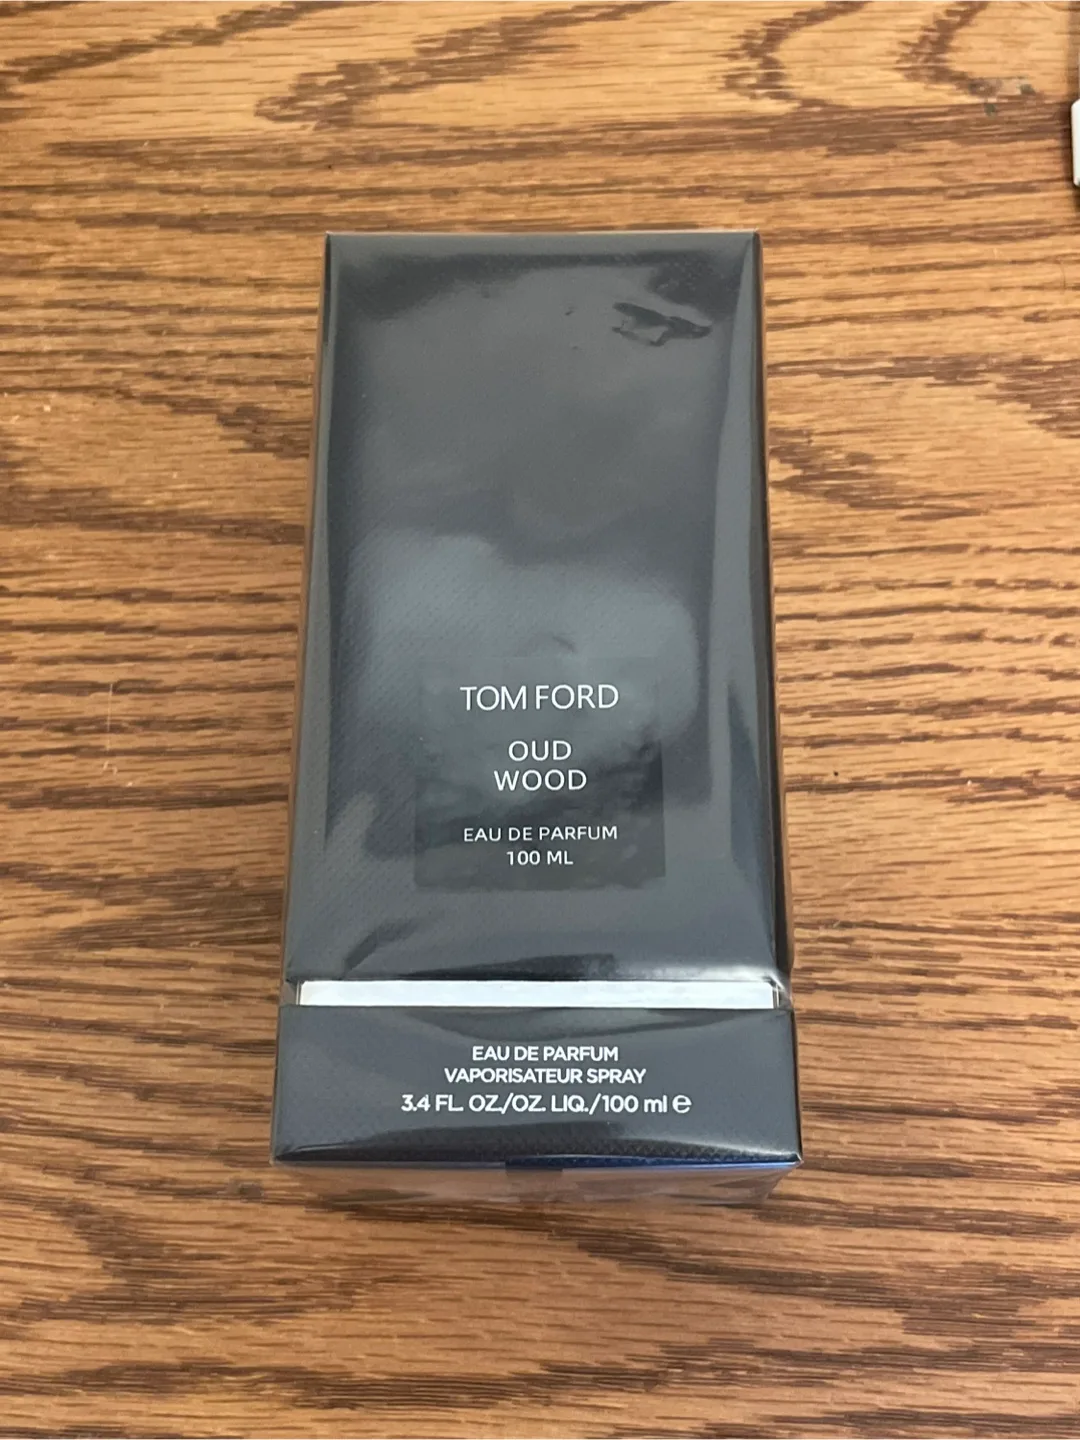 TOM FORD
OUD
WOOD
EAU DE PARFUM
100 ML
EAU DE PARFUM
VAPORISATEUR SPRAY
3.4 FL. OZ./OZ. LIQ./100 ml ℮